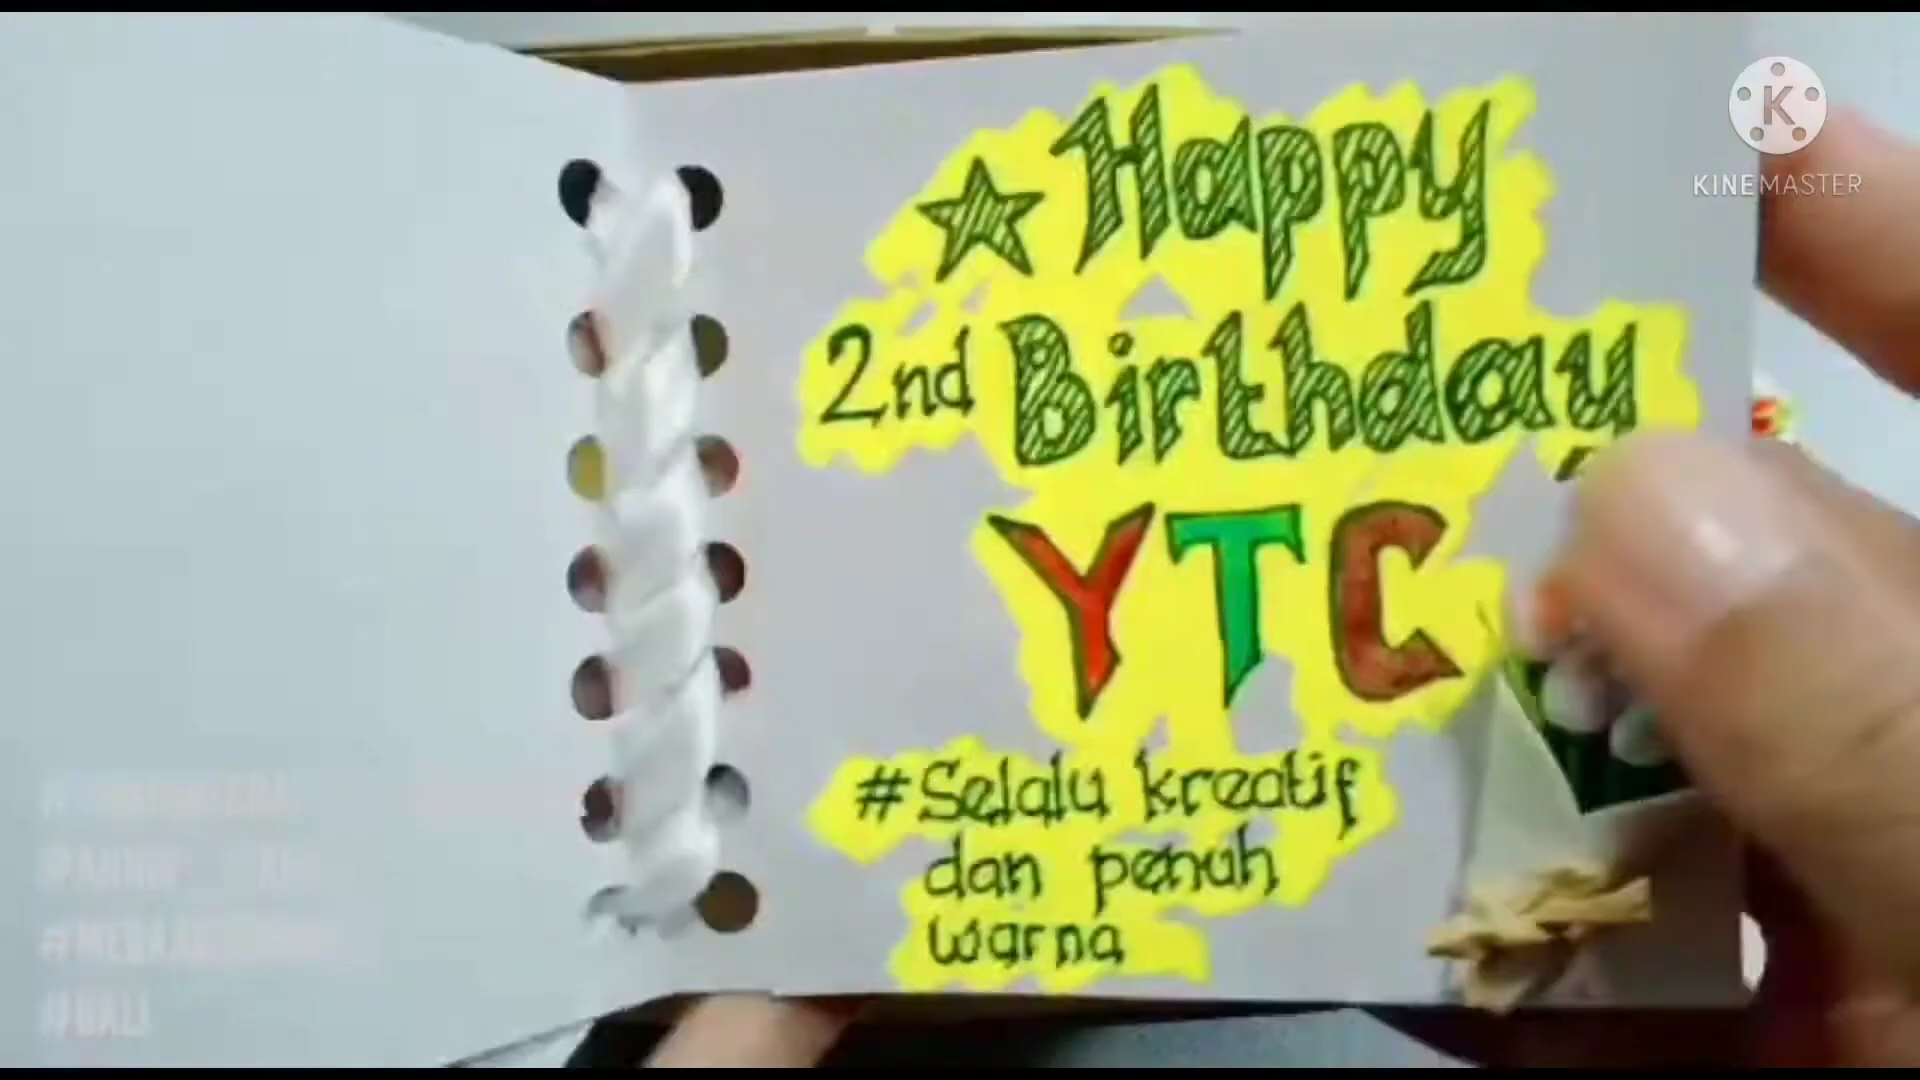 Happy
2nd Birthday
YTC
#Selalu kreatif
dan penuh
warna
K
KINEMASTER
#BALI